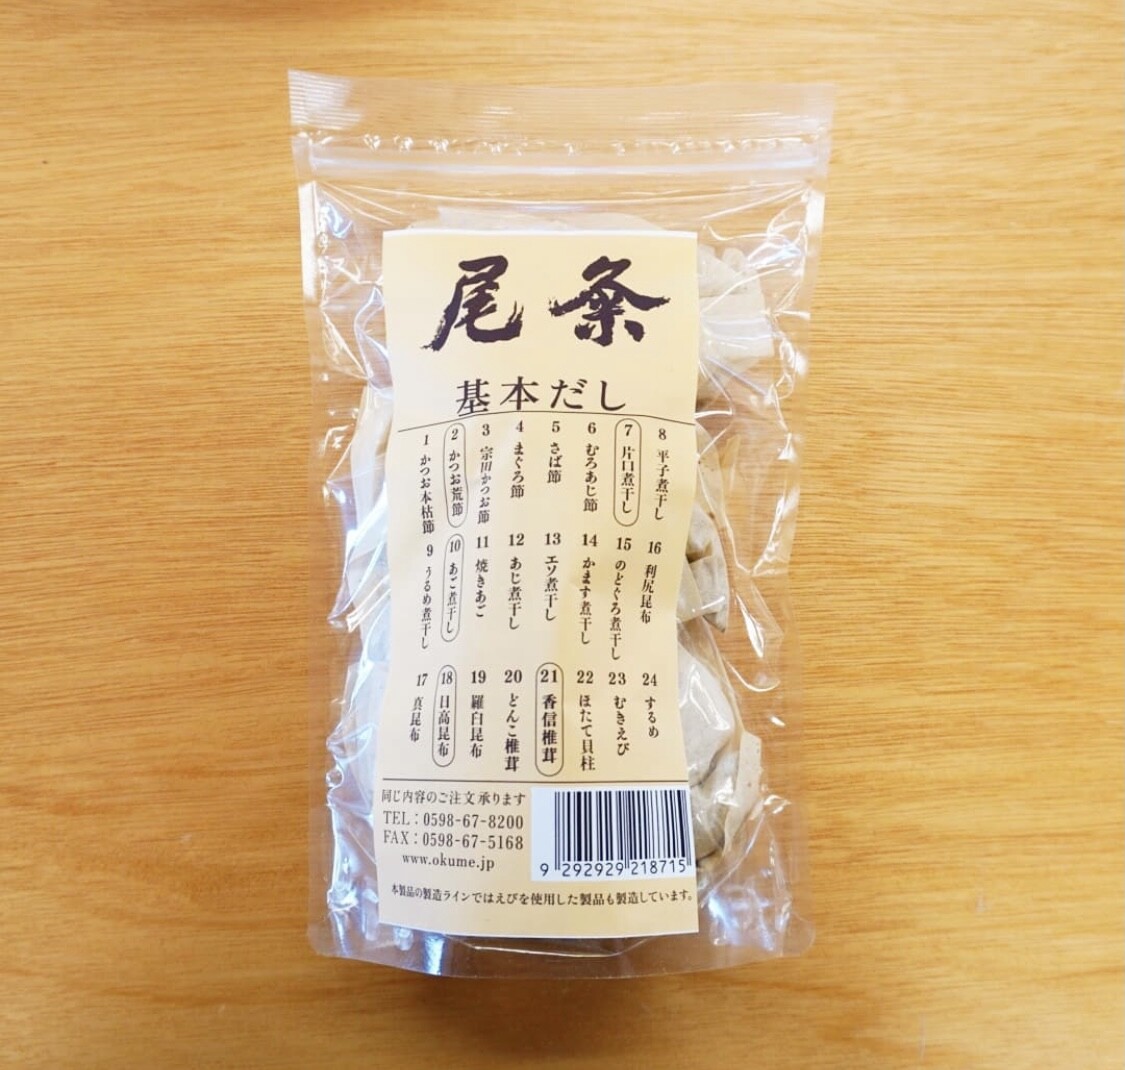 尾粂
基本だし
1 かつお本枯節
2 かつお荒節
3 宗田かつお節
4 まぐろ節
5 さば節
6 むろあじ節
7 片口煮干し
8 平子煮干し
9 うるめ煮干し
10 あご煮干し
11 焼きあご
12 あじ煮干し
13 エソ煮干し
14 かます煮干し
15 のどぐろ煮干し
16 利尻昆布
17 真昆布
18 日高昆布
19 羅臼昆布
20 どんこ椎茸
21 香信椎茸
22 ほたて貝柱
23 むきえび
24 するめ
同じ内容のご注文承ります
TEL：0598-67-8200
FAX：0598-67-5168
www.okume.jp
9 292929 218715
本製品の製造ラインではえびを使用した製品も製造しています。